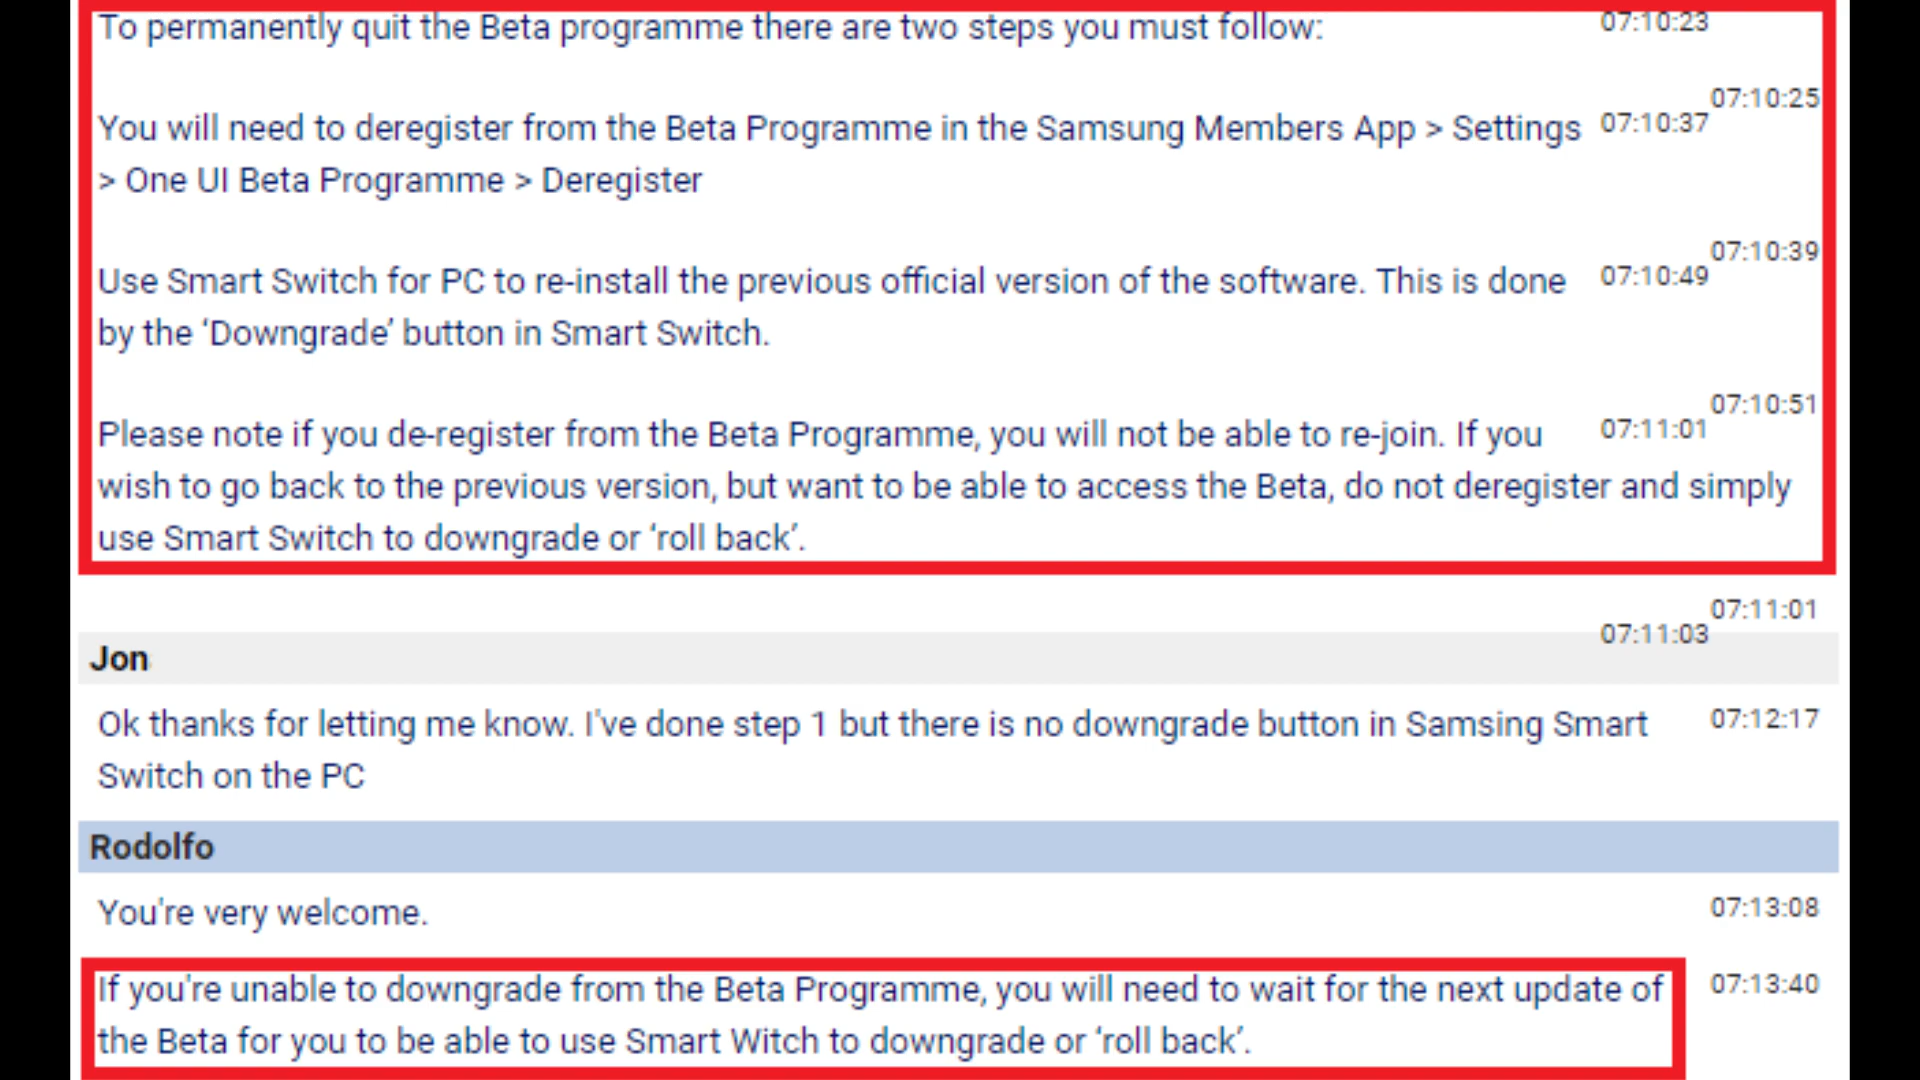 To permanently quit the Beta programme there are two steps you must follow: 07:10:23
07:10:25
You will need to deregister from the Beta Programme in the Samsung Members App > Settings 07:10:37
> One UI Beta Programme > Deregister
07:10:39
Use Smart Switch for PC to re-install the previous official version of the software. This is done 07:10:49
by the ‘Downgrade’ button in Smart Switch.
07:10:51
Please note if you de-register from the Beta Programme, you will not be able to re-join. If you 07:11:01
wish to go back to the previous version, but want to be able to access the Beta, do not deregister and simply
use Smart Switch to downgrade or ‘roll back’.
07:11:01
07:11:03
Jon
Ok thanks for letting me know. I've done step 1 but there is no downgrade button in Samsing Smart 07:12:17
Switch on the PC
Rodolfo
You're very welcome. 07:13:08
If you're unable to downgrade from the Beta Programme, you will need to wait for the next update of 07:13:40
the Beta for you to be able to use Smart Witch to downgrade or ‘roll back’.